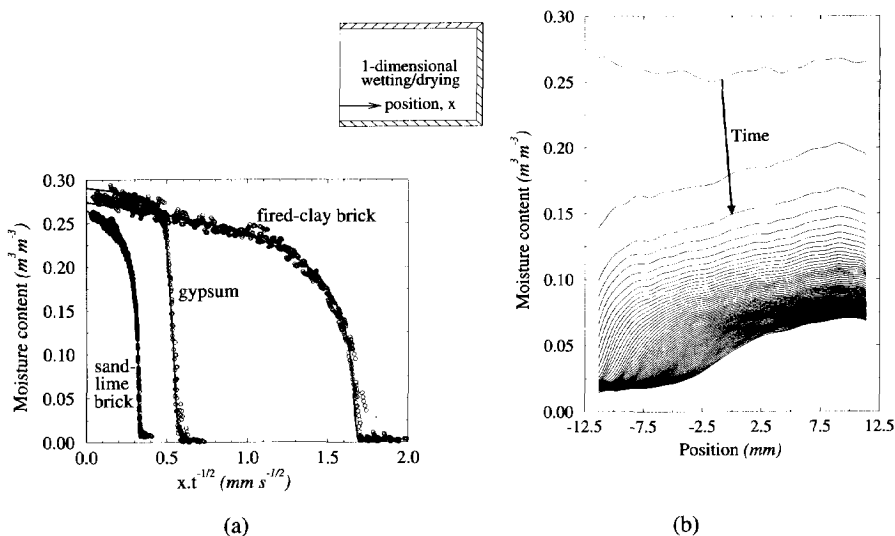 (b)
1-dimensional
wetting/drying
position, x
Moisture content (m³ m⁻³)
0.30
0.25
0.20
0.15
0.10
0.05
0.00
fired-clay brick
gypsum
sand-
lime
brick
0.0 0.5 1.0 1.5 2.0
x.t⁻¹/² (mm s⁻¹/²)
(a)
Moisture content (m³ m⁻³)
0.30
0.25
0.20
0.15
0.10
0.05
0.00
Time
-12.5 -7.5 -2.5 2.5 7.5 12.5
Position (mm)
(b)